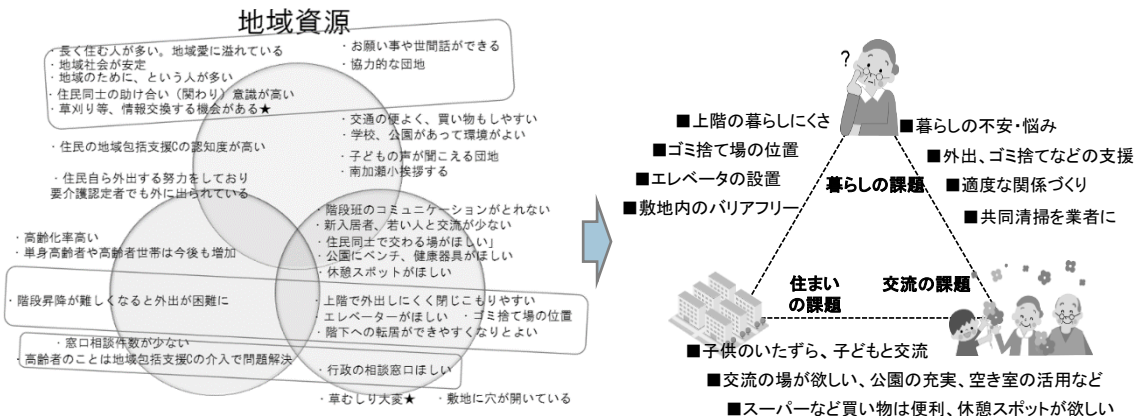 地域資源
・長く住む人が多い。地域愛に溢れている
・地域社会が安定
・地域のために、という人が多い
・住民同士の助け合い（関わり）意識が高い
・草刈り等、情報交換する機会がある★
・お願い事や世間話ができる
・協力的な団地
・交通の便よく、買い物もしやすい
・学校、公園があって環境がよい
・住民の地域包括支援Cの認知度が高い
・子どもの声が聞こえる団地
・南加瀬小挨拶する
・住民自ら外出する努力をしており
要介護認定者でも外に出られている
・階段班のコミュニケーションがとれない
・新入居者、若い人と交流が少ない
・住民同士で交わる場がほしい」
・公園にベンチ、健康器具がほしい
・休憩スポットがほしい
・高齢化率高い
・単身高齢者や高齢者世帯は今後も増加
・階段昇降が難しくなると外出が困難に
・上階で外出しにくく閉じこもりやすい
・エレベーターがほしい ・ゴミ捨て場の位置
・階下への転居ができやすくなりとよい
・窓口相談件数が少ない
・高齢者のことは地域包括支援Cの介入で問題解決
・行政の相談窓口ほしい
・草むしり大変★ ・敷地に穴が開いている
?
■上階の暮らしにくさ
■ゴミ捨て場の位置
■エレベータの設置
■敷地内のバリアフリー
■暮らしの不安・悩み
■外出、ゴミ捨てなどの支援
■適度な関係づくり
■共同清掃を業者に
暮らしの課題
住まい
の課題
交流の課題
■子供のいたずら、子どもと交流
■交流の場が欲しい、公園の充実、空き室の活用など
■スーパーなど買い物は便利、休憩スポットが欲しい